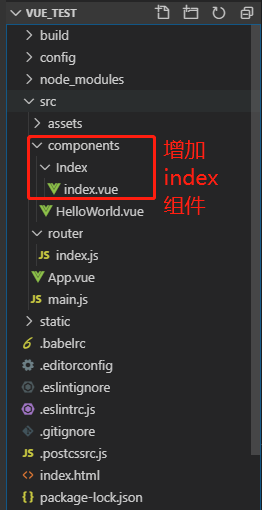 VUE_TEST
build
config
node_modules
src
assets
components
Index
index.vue
HelloWorld.vue
router
index.js
App.vue
main.js
static
.babelrc
.editorconfig
.eslintignore
.eslintrc.js
.gitignore
.postcssrc.js
index.html
package-lock.json
增加
index
组件